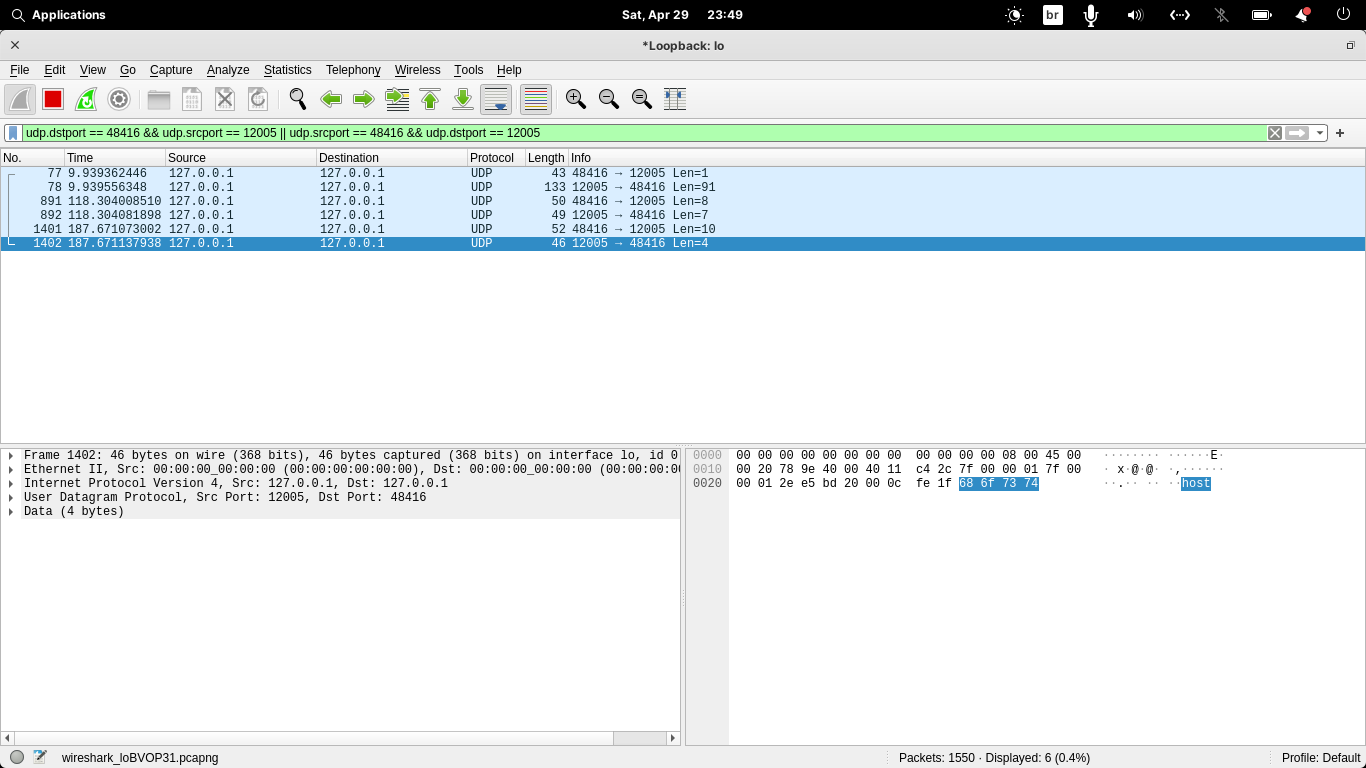 Applications Sat, Apr 29 23:49 br
*Loopback: lo
File Edit View Go Capture Analyze Statistics Telephony Wireless Tools Help
udp.dstport == 48416 && udp.srcport == 12005 || udp.srcport == 48416 && udp.dstport == 12005
No. Time Source Destination Protocol Length Info
77 9.939362446 127.0.0.1 127.0.0.1 UDP 43 48416 → 12005 Len=1
78 9.939556348 127.0.0.1 127.0.0.1 UDP 133 12005 → 48416 Len=91
891 118.304008510 127.0.0.1 127.0.0.1 UDP 50 48416 → 12005 Len=8
892 118.304081898 127.0.0.1 127.0.0.1 UDP 49 12005 → 48416 Len=7
1401 187.671073002 127.0.0.1 127.0.0.1 UDP 52 48416 → 12005 Len=10
1402 187.671137938 127.0.0.1 127.0.0.1 UDP 46 12005 → 48416 Len=4
Frame 1402: 46 bytes on wire (368 bits), 46 bytes captured (368 bits) on interface lo, id 0
Ethernet II, Src: 00:00:00_00:00:00 (00:00:00:00:00:00), Dst: 00:00:00_00:00:00 (00:00:00:00
Internet Protocol Version 4, Src: 127.0.0.1, Dst: 127.0.0.1
User Datagram Protocol, Src Port: 12005, Dst Port: 48416
Data (4 bytes)
0000 00 00 00 00 00 00 00 00 00 00 00 00 08 00 45 00 ········ ······E·
0010 00 20 78 9e 40 00 40 11 c4 2c 7f 00 00 01 7f 00 · x·@·@· ·,······
0020 00 01 2e e5 bd 20 00 0c fe 1f 68 6f 73 74 ··.·· ·· ··host
wireshark_loBVOP31.pcapng Packets: 1550 · Displayed: 6 (0.4%) Profile: Default